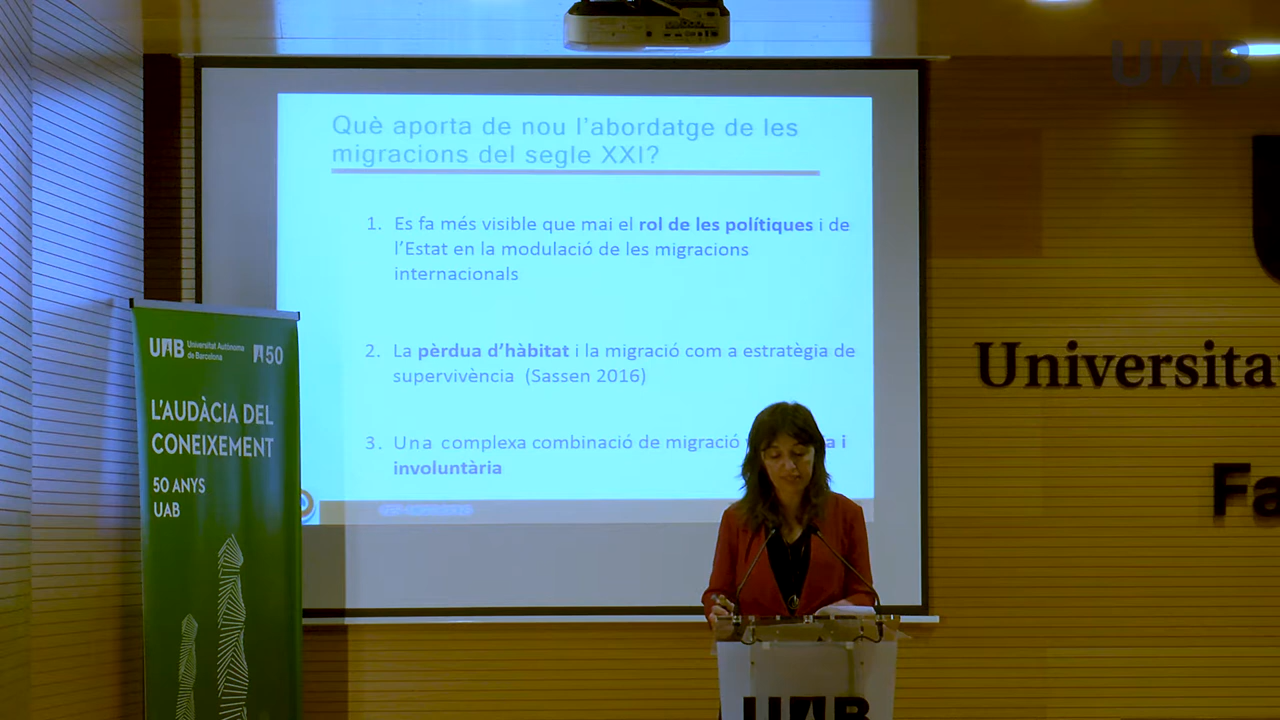 UAB
Què aporta de nou l'abordatge de les
migracions del segle XXI?
1. Es fa més visible que mai el rol de les polítiques i de
l'Estat en la modulació de les migracions
internacionals
2. La pèrdua d'hàbitat i la migració com a estratègia de
supervivència (Sassen 2016)
3. Una complexa combinació de migració
a i
involuntària
UAB Universitat Autònoma
de Barcelona
50
L'AUDÀCIA DEL
CONEIXEMENT
50 ANYS
UAB
Universita
Fa
UAB